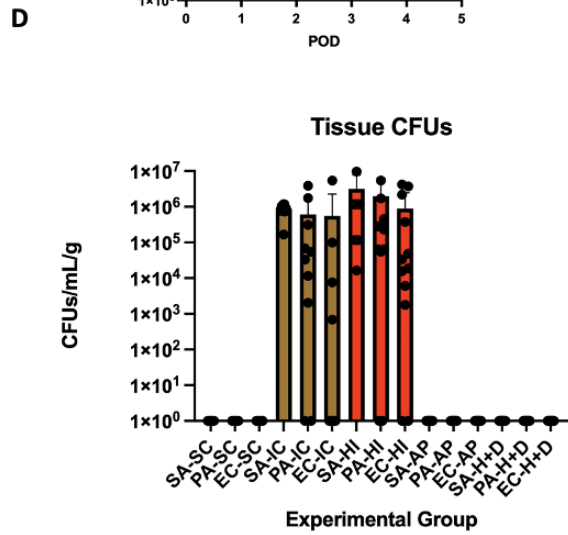 D
0 1 2 3 4 5
POD
Tissue CFUs
CFUs/mL/g
1×10⁷
1×10⁶
1×10⁵
1×10⁴
1×10³
1×10²
1×10¹
1×10⁰
SA-SC
PA-SC
EC-SC
SA-IC
PA-IC
EC-IC
SA-HI
PA-HI
EC-HI
SA-AP
PA-AP
EC-AP
SA-H+D
PA-H+D
EC-H+D
Experimental Group